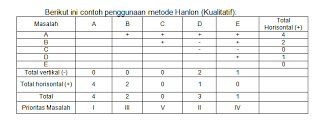 Berikut ini contoh penggunaan metode Hanlon (Kualitatif):
Masalah A B C D E Total Horisontal (+)
A + + + + 4
B + - + 2
C - - 0
D + 1
E 0
Total vertikal (-) 0 0 0 2 1
Total horisontal (+) 4 2 0 1 0
Total 4 2 0 3 1
Prioritas Masalah I III V II IV